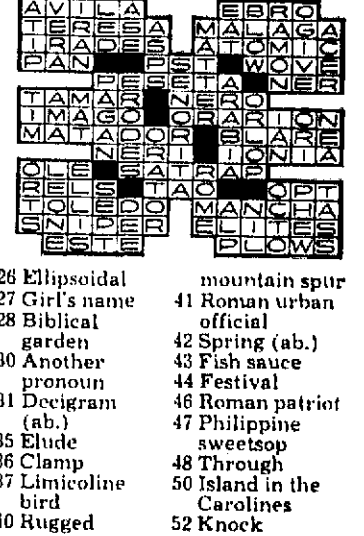 AVILA EBRO
TERESA MALAGA
IRADES ATOMIC
PAN PST WOVE
PESETA NER
TAMAR NERO
IMAGO ORARION
MATADOR BLARE
NERI IONIA
OLE SATRAP
RELS TAO OPT
TOLEDO MANCHA
SNIPER ELITES
ESTE PLOWS
26 Ellipsoidal
27 Girl's name
28 Biblical
garden
30 Another
pronoun
31 Decigram
(ab.)
35 Elude
36 Clamp
37 Limicoline
bird
40 Rugged
mountain spur
41 Roman urban
official
42 Spring (ab.)
43 Fish sauce
44 Festival
46 Roman patriot
47 Philippine
sweetsop
48 Through
50 Island in the
Carolines
52 Knock